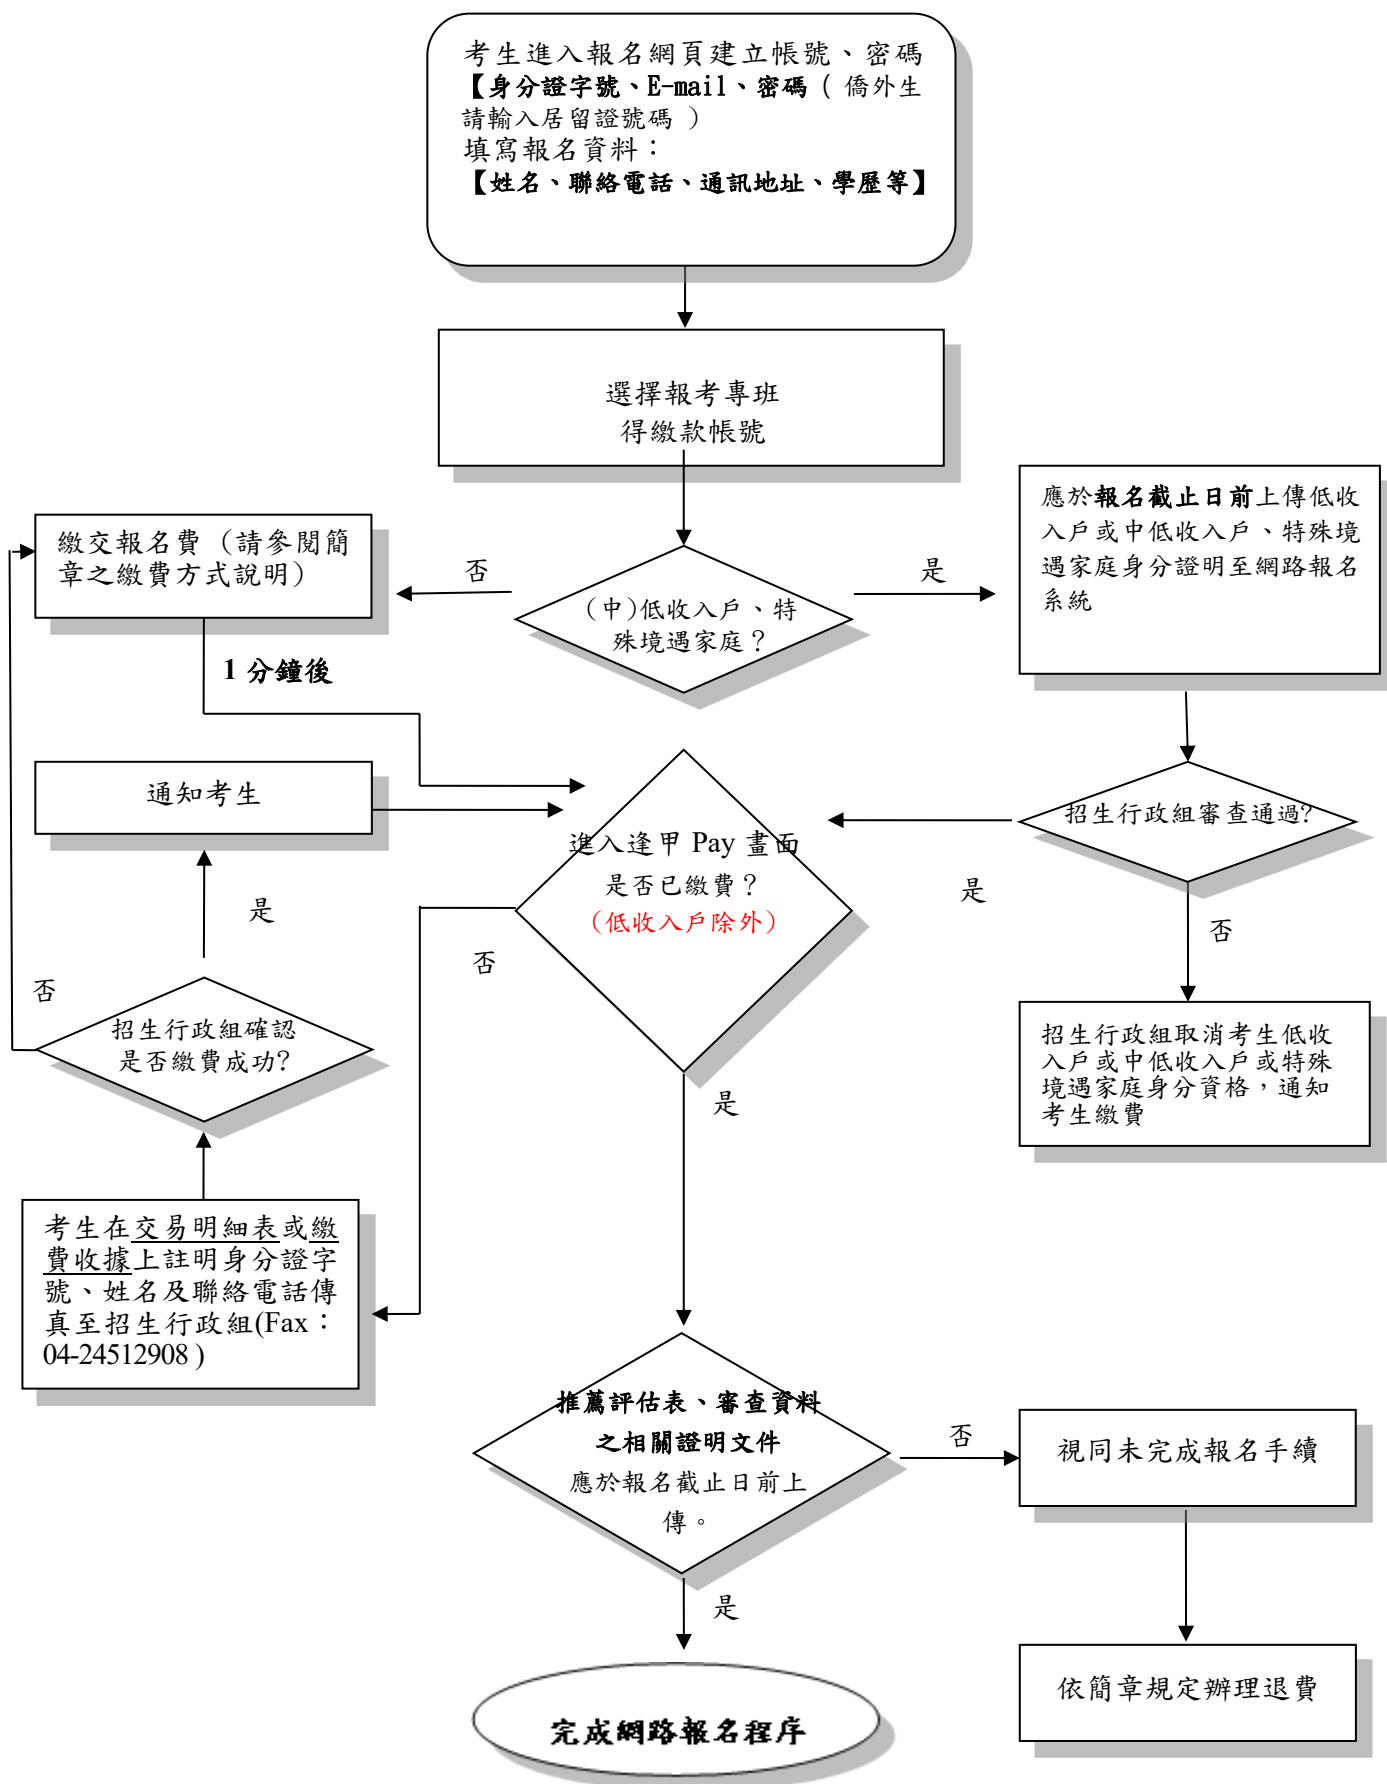 考生進入報名網頁建立帳號、密碼
【身分證字號、E-mail、密碼（ 僑外生
請輸入居留證號碼 ）
填寫報名資料：
【姓名、聯絡電話、通訊地址、學歷等】
選擇報考專班
得繳款帳號
繳交報名費（請參閱簡
章之繳費方式說明）
否
(中)低收入戶、特
殊境遇家庭？
是
應於報名截止日前上傳低收
入戶或中低收入戶、特殊境
遇家庭身分證明至網路報名
系統
1 分鐘後
通知考生
進入逢甲 Pay 畫面
是否已繳費？
（低收入戶除外）
招生行政組審查通過?
是
是
否
否
否
招生行政組確認
是否繳費成功?
招生行政組取消考生低收
入戶或中低收入戶或特殊
境遇家庭身分資格，通知
考生繳費
是
考生在交易明細表或繳
費收據上註明身分證字
號、姓名及聯絡電話傳
真至招生行政組(Fax：
04-24512908 )
推薦評估表、審查資料
之相關證明文件
應於報名截止日前上
傳。
否
視同未完成報名手續
是
依簡章規定辦理退費
完成網路報名程序